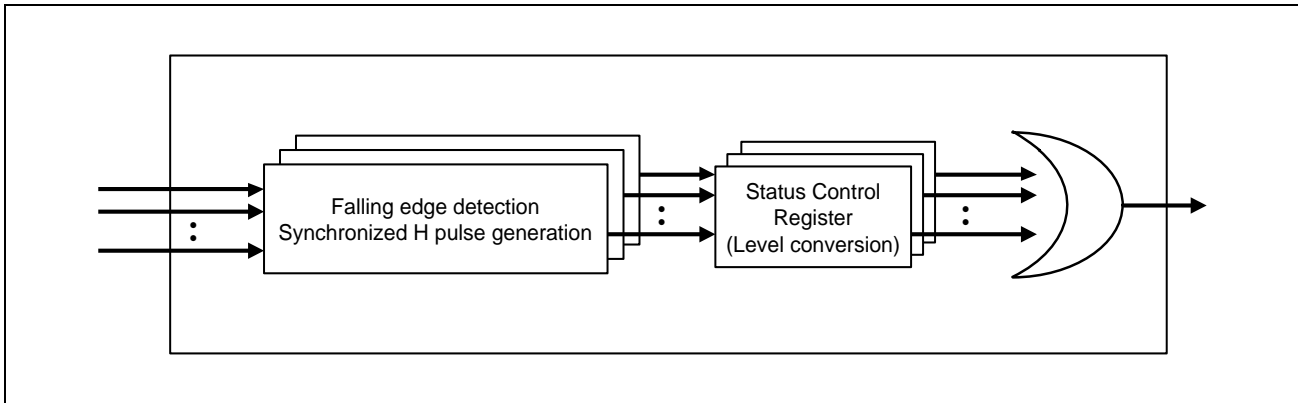 Falling edge detection
Synchronized H pulse generation
Status Control
Register
(Level conversion)